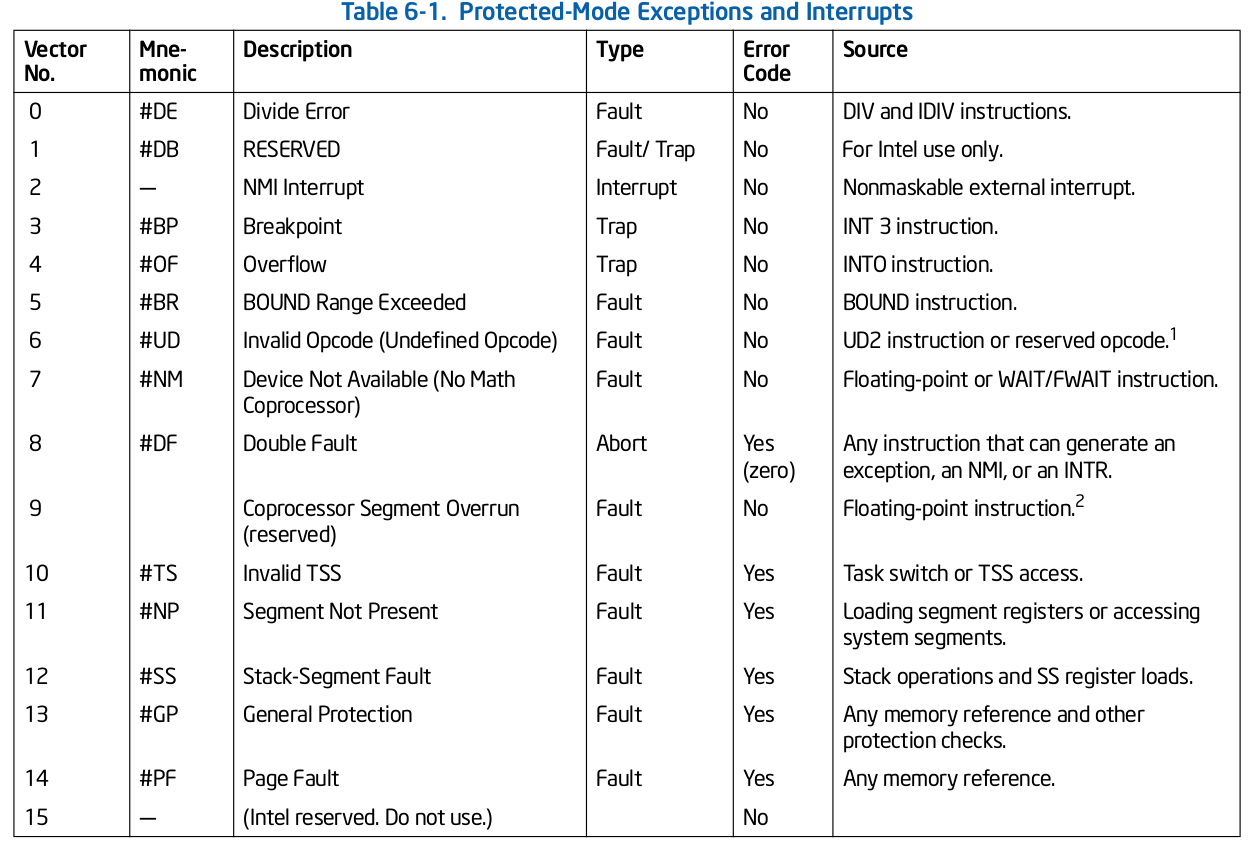 Table 6-1. Protected-Mode Exceptions and Interrupts
Vector No. Mne-monic Description Type Error Code Source
0 #DE Divide Error Fault No DIV and IDIV instructions.
1 #DB RESERVED Fault/ Trap No For Intel use only.
2 — NMI Interrupt Interrupt No Nonmaskable external interrupt.
3 #BP Breakpoint Trap No INT 3 instruction.
4 #OF Overflow Trap No INTO instruction.
5 #BR BOUND Range Exceeded Fault No BOUND instruction.
6 #UD Invalid Opcode (Undefined Opcode) Fault No UD2 instruction or reserved opcode.1
7 #NM Device Not Available (No Math Coprocessor) Fault No Floating-point or WAIT/FWAIT instruction.
8 #DF Double Fault Abort Yes (zero) Any instruction that can generate an exception, an NMI, or an INTR.
9 Coprocessor Segment Overrun (reserved) Fault No Floating-point instruction.2
10 #TS Invalid TSS Fault Yes Task switch or TSS access.
11 #NP Segment Not Present Fault Yes Loading segment registers or accessing system segments.
12 #SS Stack-Segment Fault Fault Yes Stack operations and SS register loads.
13 #GP General Protection Fault Yes Any memory reference and other protection checks.
14 #PF Page Fault Fault Yes Any memory reference.
15 — (Intel reserved. Do not use.) No